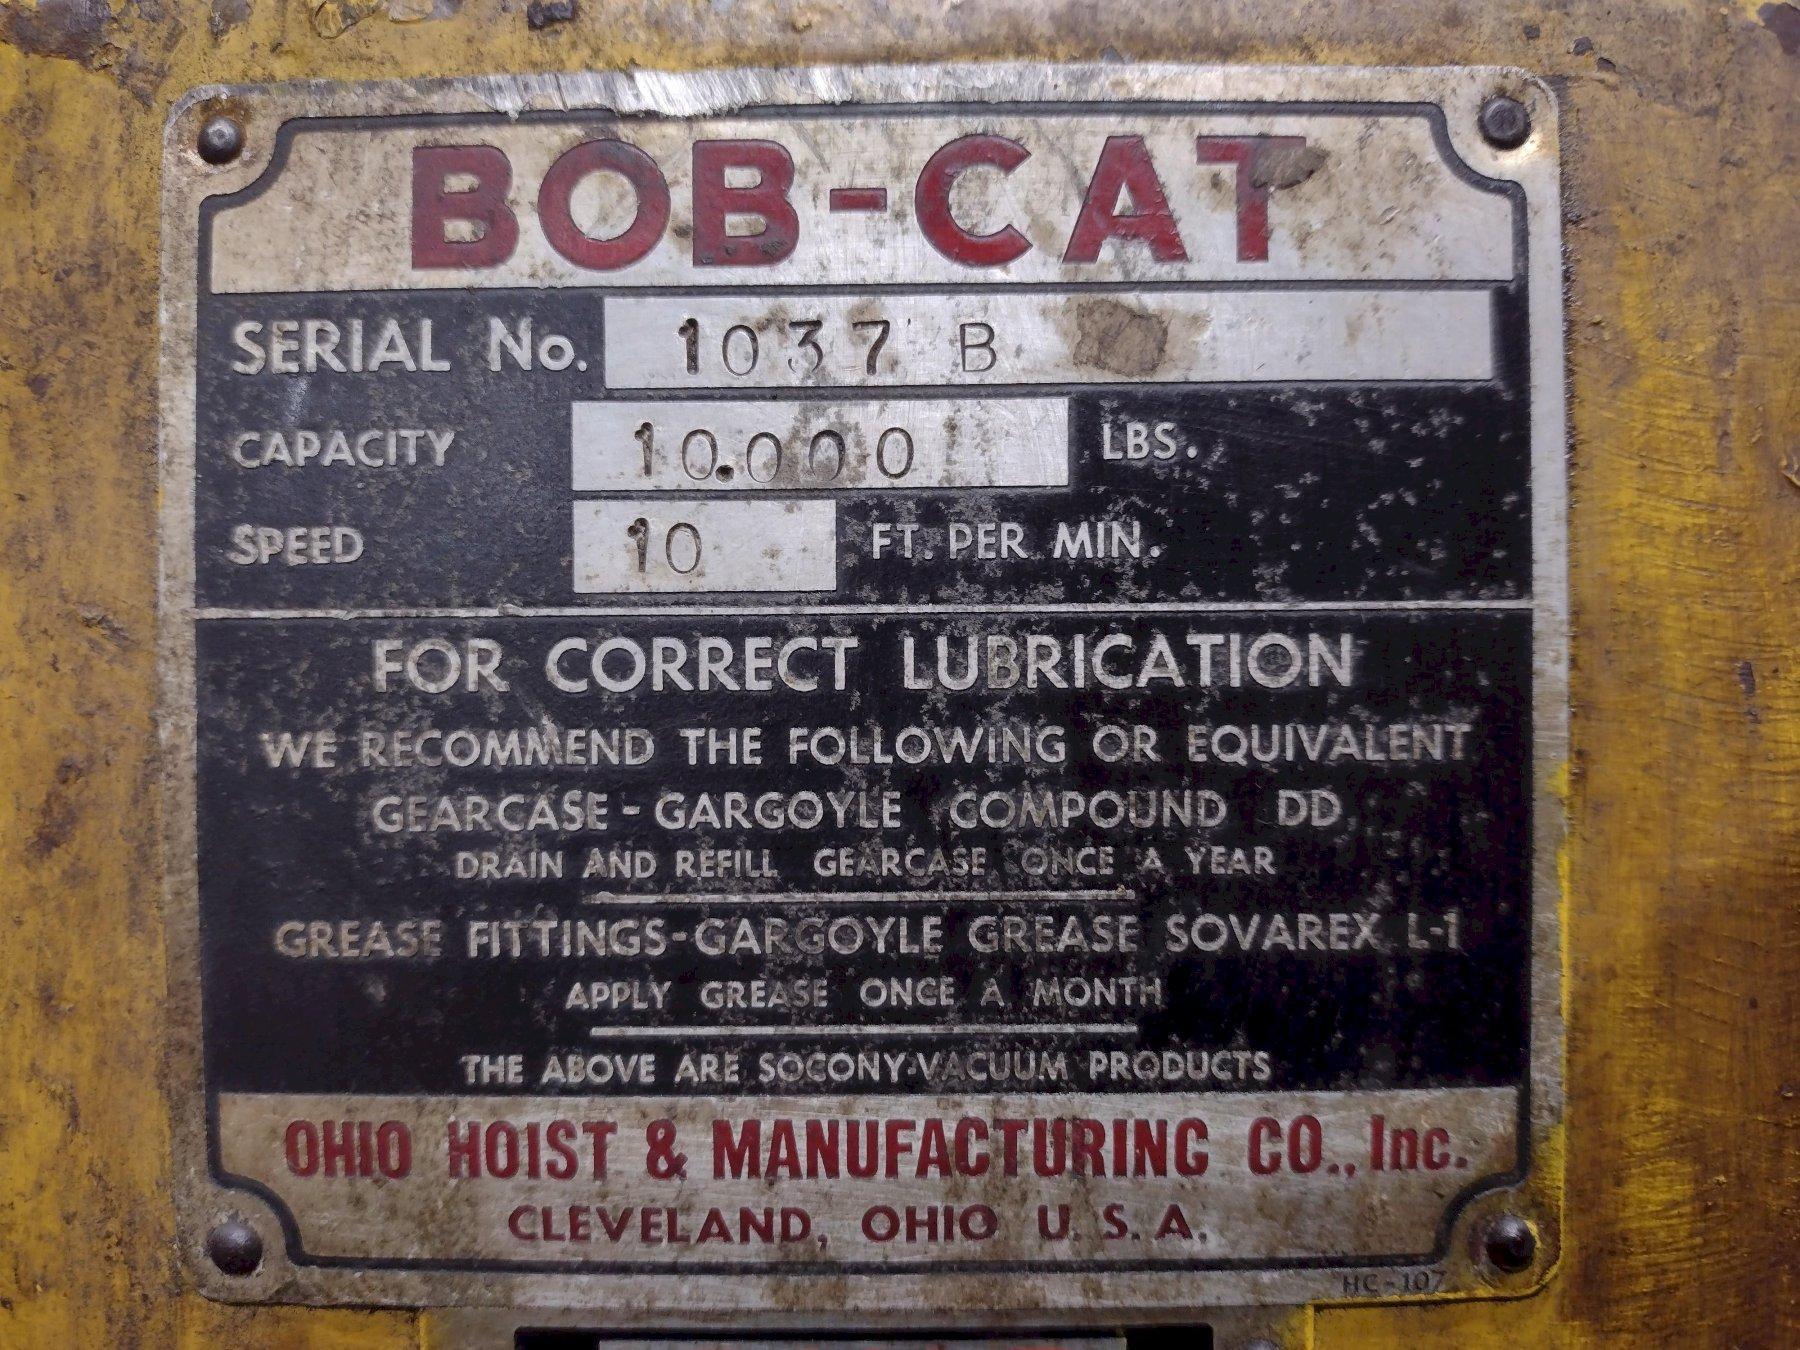 BOB-CAT
SERIAL No. 1037 B
CAPACITY 10.000 LBS.
SPEED 10 FT. PER MIN.
FOR CORRECT LUBRICATION
WE RECOMMEND THE FOLLOWING OR EQUIVALENT
GEARCASE - GARGOYLE COMPOUND DD
DRAIN AND REFILL GEARCASE ONCE A YEAR
GREASE FITTINGS-GARGOYLE GREASE SOVAREX L-1
APPLY GREASE ONCE A MONTH
THE ABOVE ARE SOCONY-VACUUM PRODUCTS
OHIO HOIST & MANUFACTURING CO., Inc.
CLEVELAND, OHIO U. S. A.
HC-107